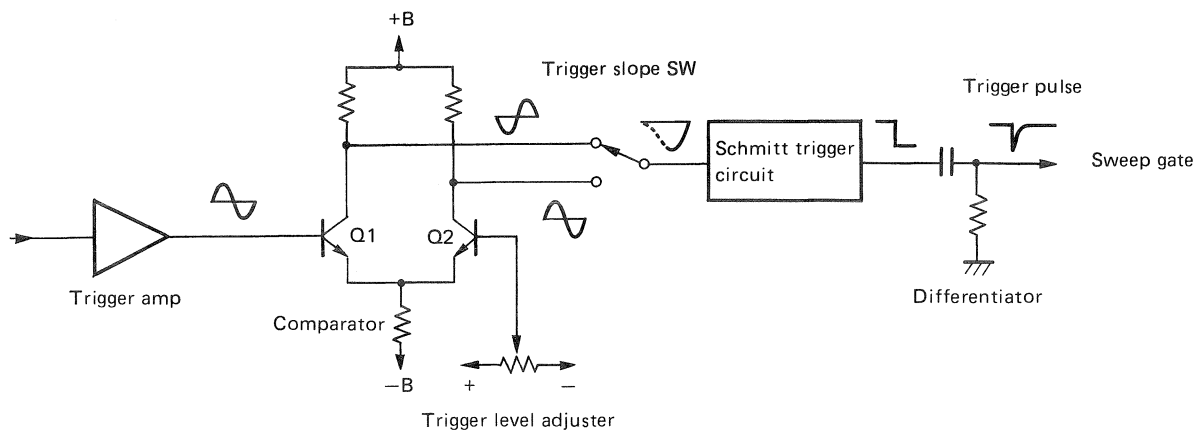 +B
Trigger slope SW
Trigger pulse
Schmitt trigger
circuit
Sweep gate
Q1
Q2
Trigger amp
Differentiator
Comparator
−B
+
−
Trigger level adjuster